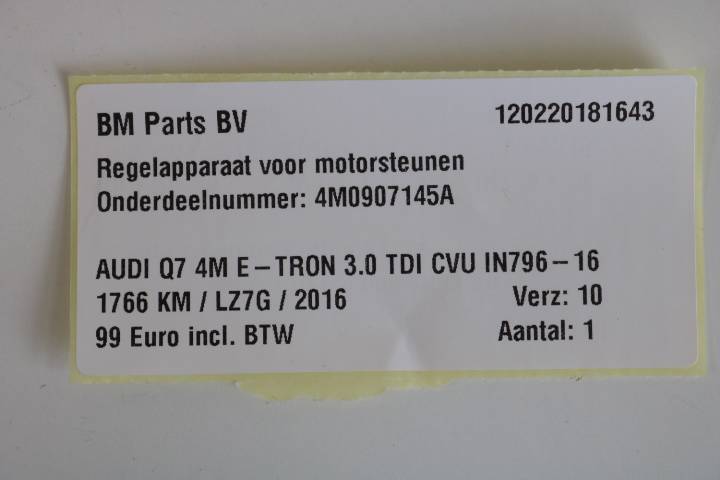 BM Parts BV 120220181643
Regelapparaat voor motorsteunen
Onderdeelnummer: 4M0907145A
AUDI Q7 4M E-TRON 3.0 TDI CVU IN796-16
1766 KM / LZ7G / 2016 Verz: 10
99 Euro incl. BTW Aantal: 1